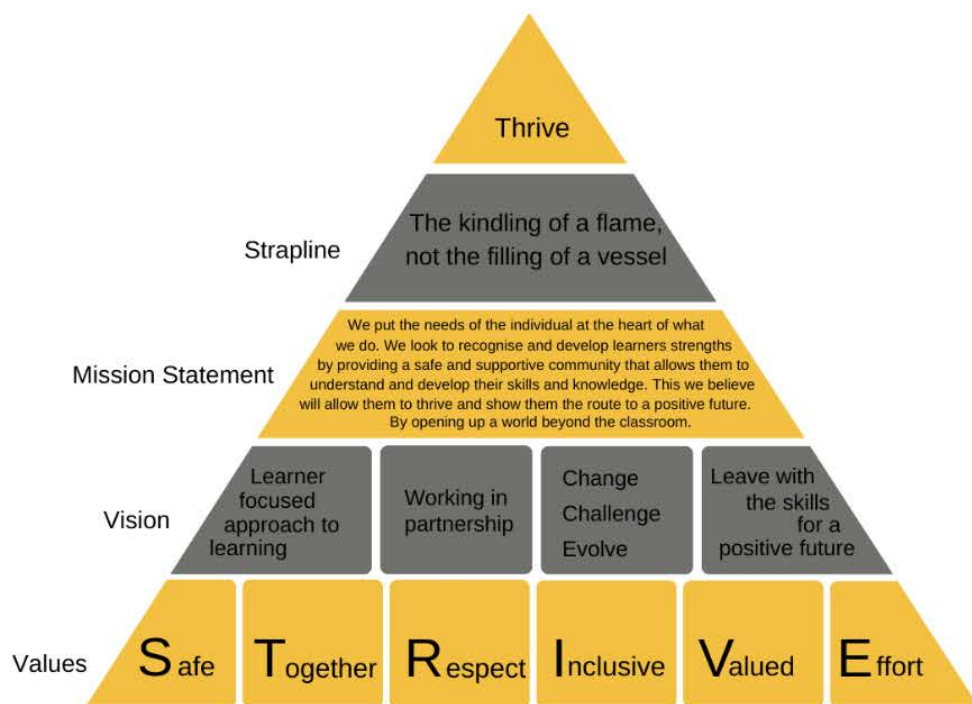 Thrive
Strapline
The kindling of a flame,
not the filling of a vessel
Mission Statement
We put the needs of the individual at the heart of what
we do. We look to recognise and develop learners strengths
by providing a safe and supportive community that allows them to
understand and develop their skills and knowledge. This we believe
will allow them to thrive and show them the route to a positive future.
By opening up a world beyond the classroom.
Vision
Learner
focused
approach to
learning
Working in
partnership
Change
Challenge
Evolve
Leave with
the skills
for a
positive future
Values
Safe
Together
Respect
Inclusive
Valued
Effort